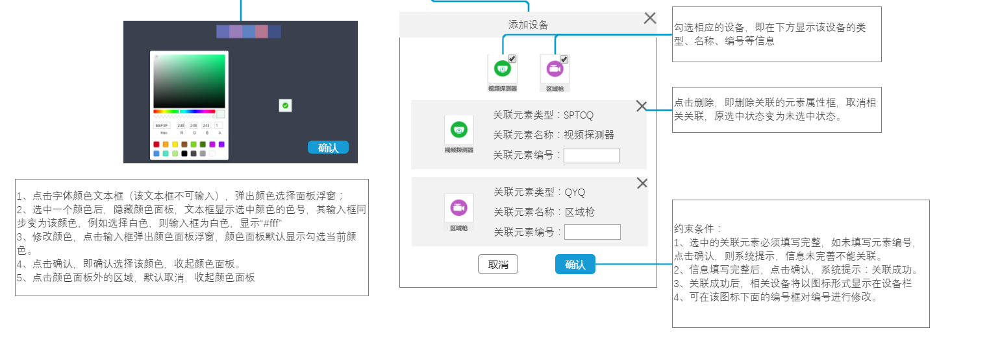 EEF8F 238 248 243 1
Hex R G B A
确认
1、点击字体颜色文本框（该文本框不可输入），弹出颜色选择面板浮窗；
2、选中一个颜色后，隐藏颜色面板，文本框显示选中颜色的色号，其输入框同
步变为该颜色，例如选择白色，则输入框为白色，显示“#fff”
3、修改颜色，点击输入框弹出颜色面板浮窗，颜色面板默认显示勾选当前颜
色。
4、点击确认，即确认选择该颜色，收起颜色面板。
5、点击颜色面板外的区域，默认取消，收起颜色面板
添加设备
视频探测器 区域枪
关联元素类型：SPTCQ
关联元素名称：视频探测器
关联元素编号：
视频探测器
关联元素类型：QYQ
关联元素名称：区域枪
关联元素编号：
区域枪
取消 确认
勾选相应的设备，即在下方显示该设备的类
型、名称、编号等信息
点击删除，即删除关联的元素属性框，取消相
关关联，原选中状态变为未选中状态。
约束条件：
1、选中的关联元素必须填写完整，如未填写元素编号，
点击确认，则系统提示，信息未完善不能关联。
2、信息填写完整后，点击确认，系统提示：关联成功。
3、关联成功后，相关设备将以图标形式显示在设备栏
4、可在该图标下面的编号框对编号进行修改。